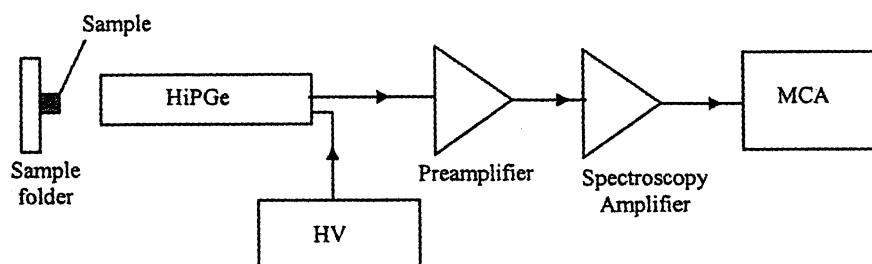 Sample
HiPGe
MCA
Sample
folder
Preamplifier
Spectroscopy
Amplifier
HV